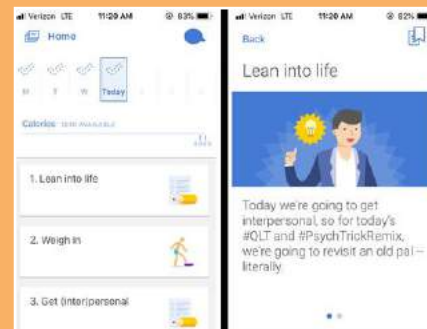 Verizon LTE 11:20 AM 83%
Home
M T W Today
Calories
1. Lean into life
2. Weigh in
3. Get (inter)personal
Verizon LTE 11:20 AM 82%
Back
Lean into life
Today we're going to get
interpersonal, so for today's
#QLT and #PsychTrickRemix,
we're going to revisit an old pal –
literally.